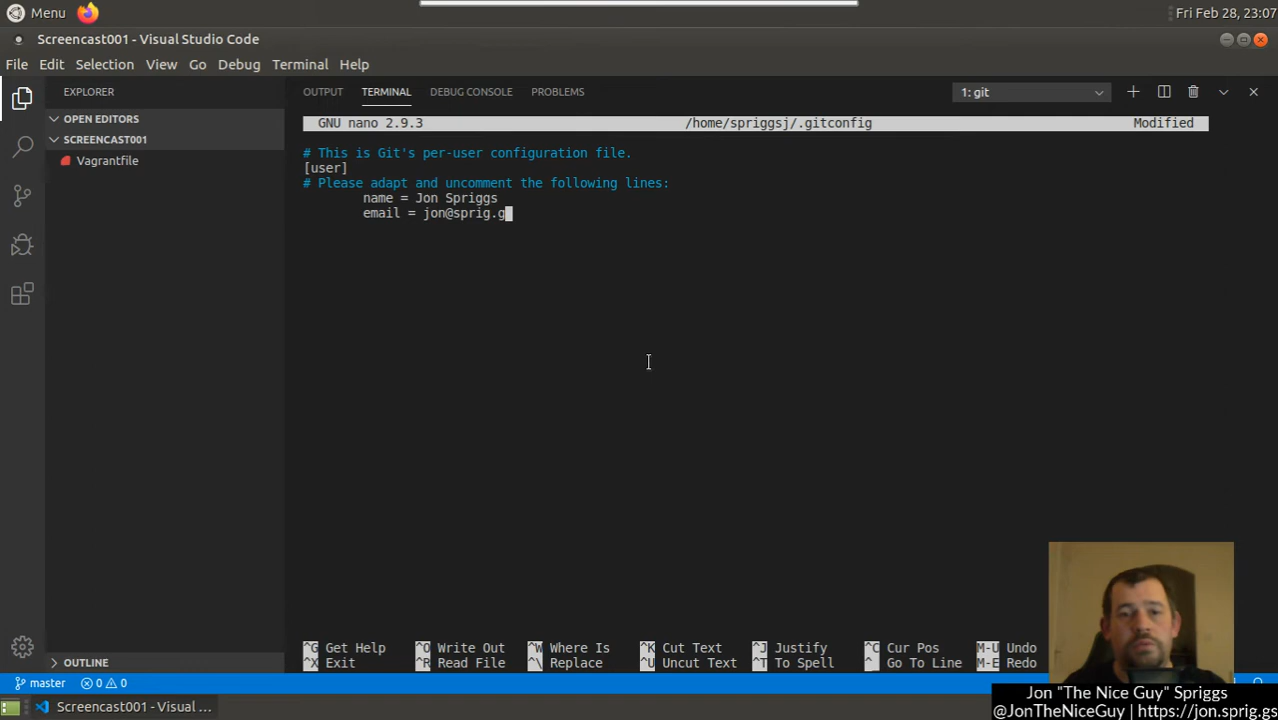 Menu
Fri Feb 28, 23:07
Screencast001 - Visual Studio Code
File Edit Selection View Go Debug Terminal Help
EXPLORER
OPEN EDITORS
SCREENCAST001
Vagrantfile
OUTPUT TERMINAL DEBUG CONSOLE PROBLEMS
1: git
GNU nano 2.9.3 /home/spriggsj/.gitconfig Modified
# This is Git's per-user configuration file.
[user]
# Please adapt and uncomment the following lines:
name = Jon Spriggs
email = jon@sprig.g
^G Get Help ^O Write Out ^W Where Is ^K Cut Text ^J Justify ^C Cur Pos M-U Undo
^X Exit ^R Read File ^\ Replace ^U Uncut Text ^T To Spell ^_ Go To Line M-E Redo
OUTLINE
master 0 0
Screencast001 - Visual ...
Jon "The Nice Guy" Spriggs
@JonTheNiceGuy | https://jon.sprig.gs